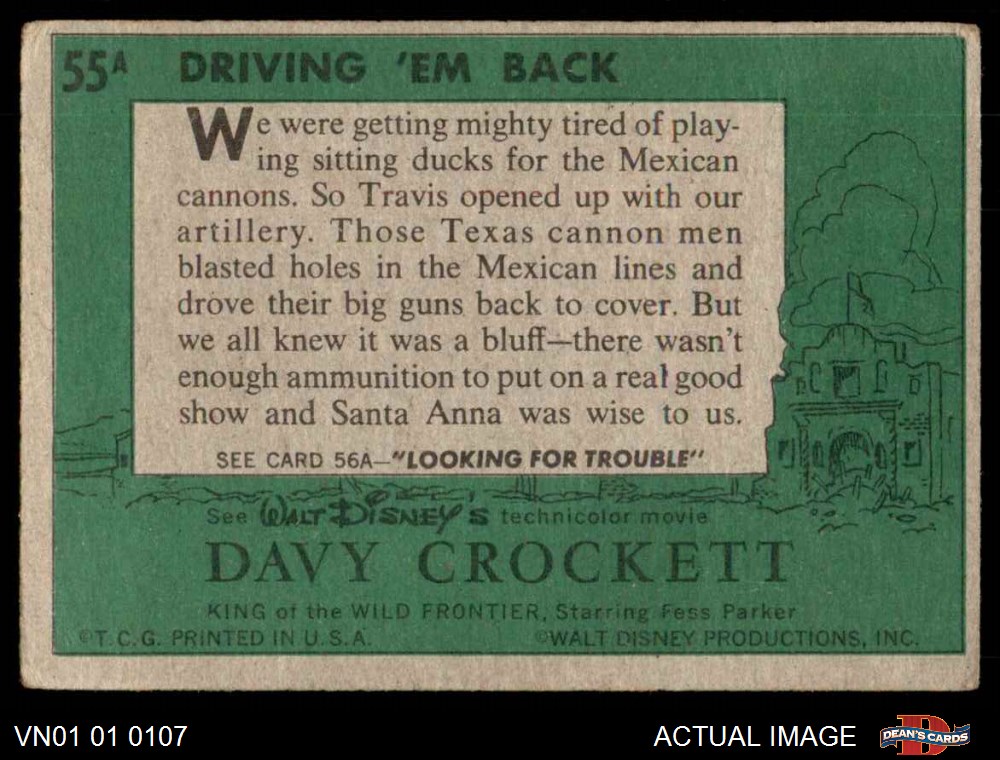 55A DRIVING 'EM BACK
We were getting mighty tired of play-
ing sitting ducks for the Mexican
cannons. So Travis opened up with our
artillery. Those Texas cannon men
blasted holes in the Mexican lines and
drove their big guns back to cover. But
we all knew it was a bluff—there wasn't
enough ammunition to put on a real good
show and Santa Anna was wise to us.
SEE CARD 56A—"LOOKING FOR TROUBLE"
See WALT DISNEY'S technicolor movie
DAVY CROCKETT
KING of the WILD FRONTIER, Starring Fess Parker
©T.C.G. PRINTED IN U.S.A. ©WALT DISNEY PRODUCTIONS, INC.
VN01 01 0107 ACTUAL IMAGE DEAN'S CARDS